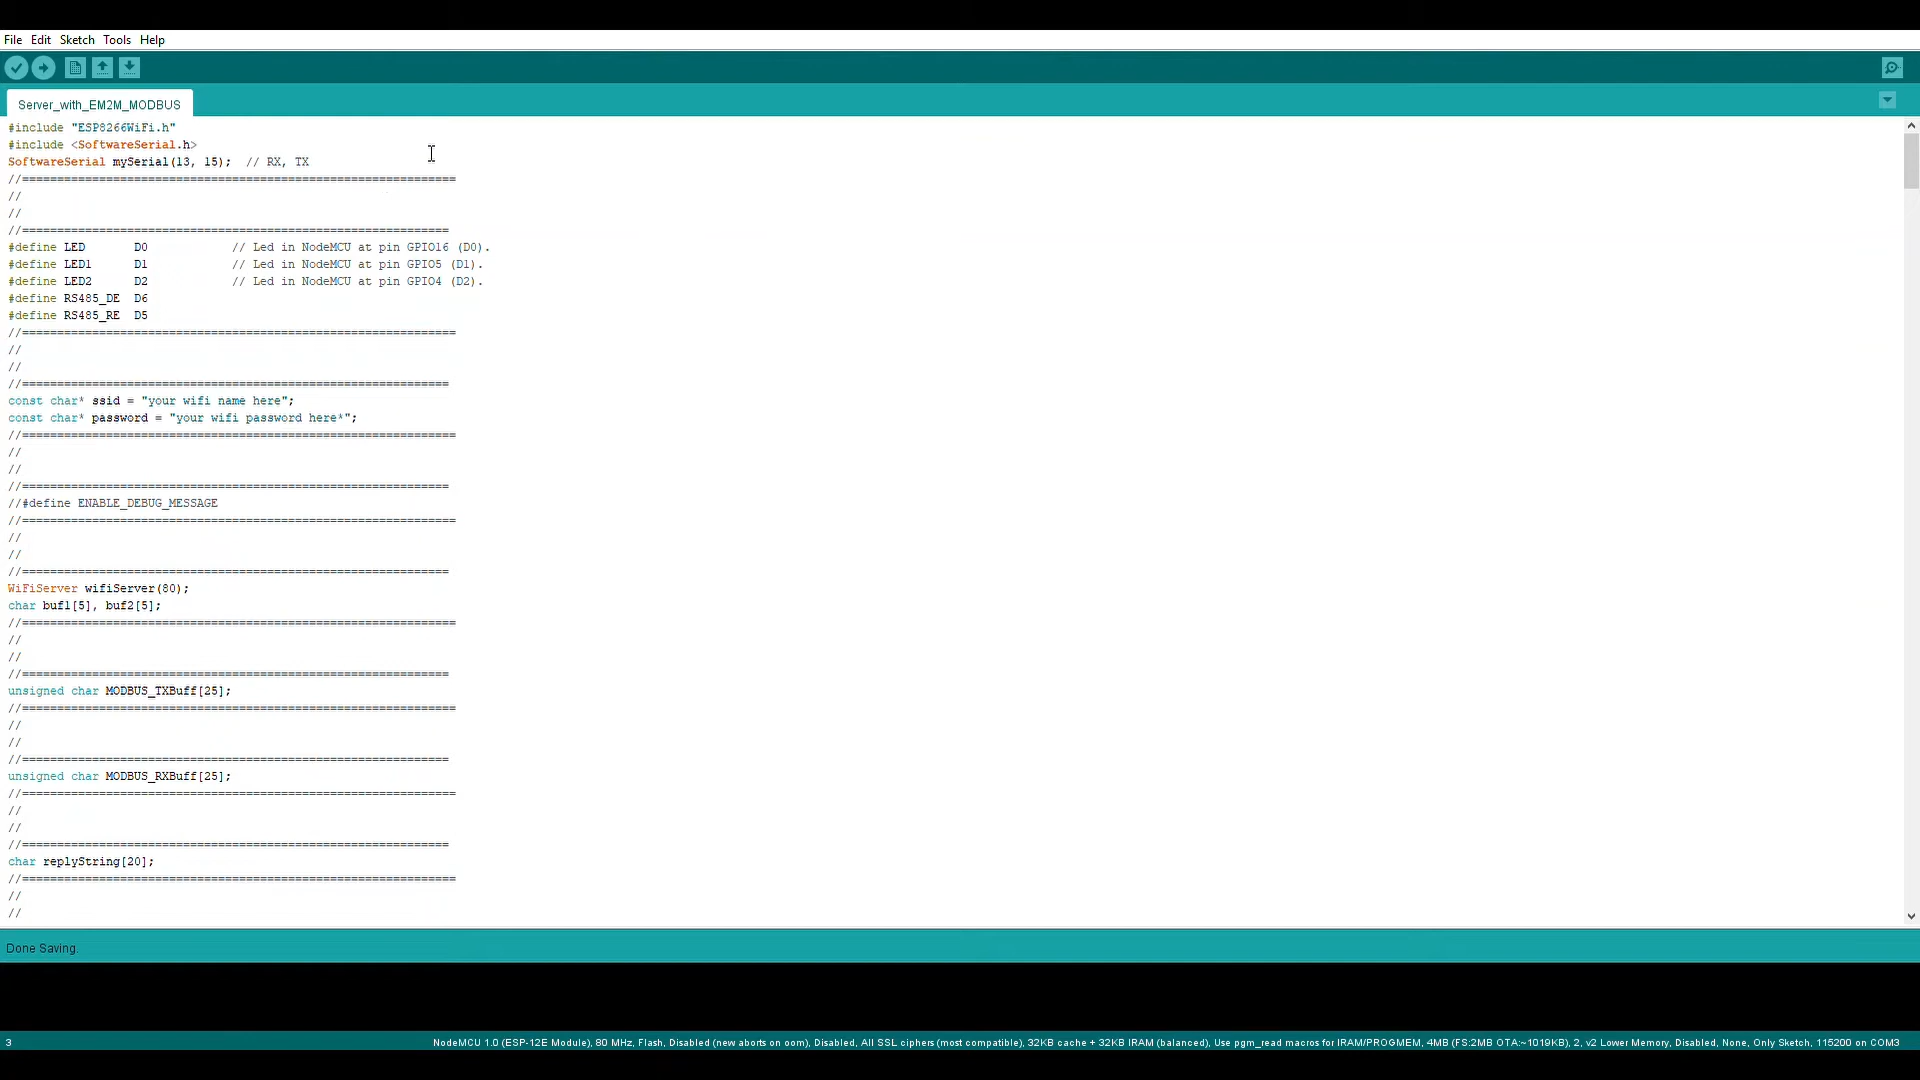 File Edit Sketch Tools Help
Server_with_EM2M_MODBUS
#include "ESP8266WiFi.h"
#include <SoftwareSerial.h>
SoftwareSerial mySerial(13, 15);  // RX, TX
//==============================================================
//
//
//=============================================================
#define LED       D0            // Led in NodeMCU at pin GPIO16 (D0).
#define LED1      D1            // Led in NodeMCU at pin GPIO5 (D1).
#define LED2      D2            // Led in NodeMCU at pin GPIO4 (D2).
#define RS485_DE  D6
#define RS485_RE  D5
//==============================================================
//
//
//=============================================================
const char* ssid = "your wifi name here";
const char* password = "your wifi password here*";
//==============================================================
//
//
//=============================================================
//#define ENABLE_DEBUG_MESSAGE
//==============================================================
//
//
//=============================================================
WiFiServer wifiServer(80);
char buf1[5], buf2[5];
//==============================================================
//
//
//=============================================================
unsigned char MODBUS_TXBuff[25];
//==============================================================
//
//
//=============================================================
unsigned char MODBUS_RXBuff[25];
//==============================================================
//
//
//=============================================================
char replyString[20];
//==============================================================
//
//
Done Saving.
3 NodeMCU 1.0 (ESP-12E Module), 80 MHz, Flash, Disabled (new aborts on oom), Disabled, All SSL ciphers (most compatible), 32KB cache + 32KB IRAM (balanced), Use pgm_read macros for IRAM/PROGMEM, 4MB (FS:2MB OTA:~1019KB), 2, v2 Lower Memory, Disabled, None, Only Sketch, 115200 on COM3